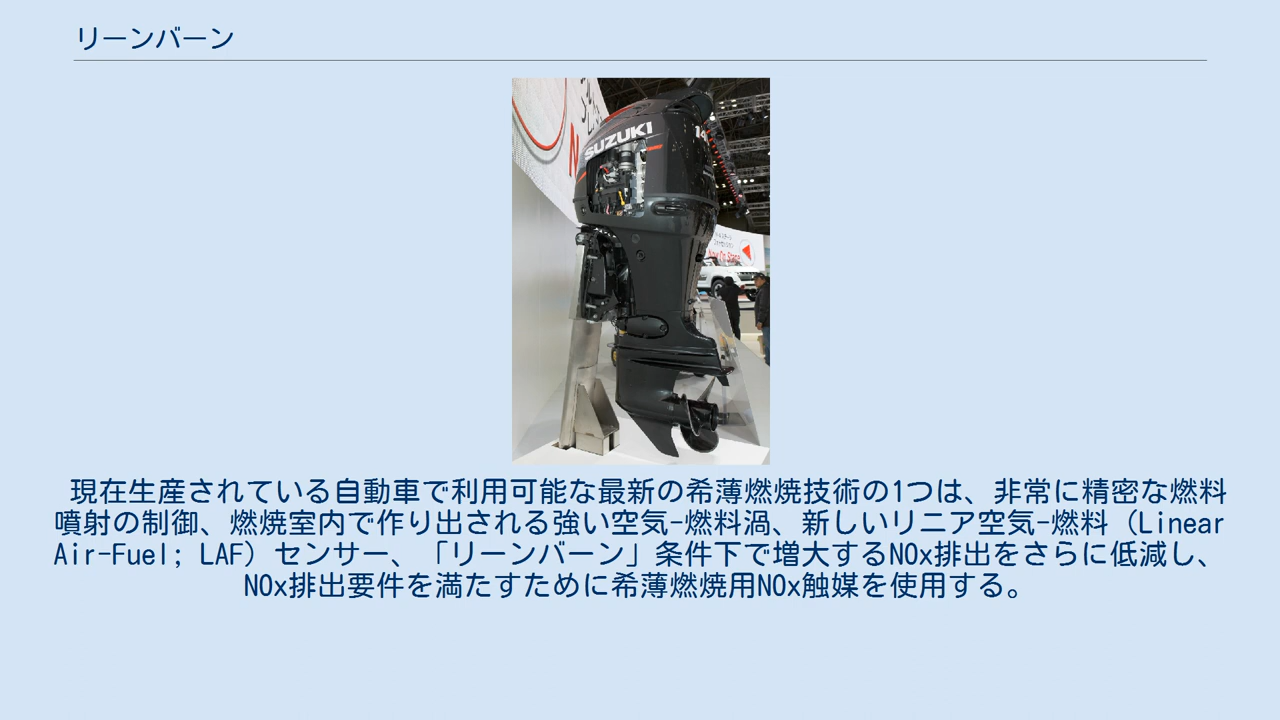 リーンバーン
SUZUKI
14
N
Now On Stage
現在生産されている自動車で利用可能な最新の希薄燃焼技術の1つは、非常に精密な燃料
噴射の制御、燃焼室内で作り出される強い空気-燃料渦、新しいリニア空気-燃料（Linear
Air-Fuel; LAF）センサー、「リーンバーン」条件下で増大するNOx排出をさらに低減し、
NOx排出要件を満たすために希薄燃焼用NOx触媒を使用する。